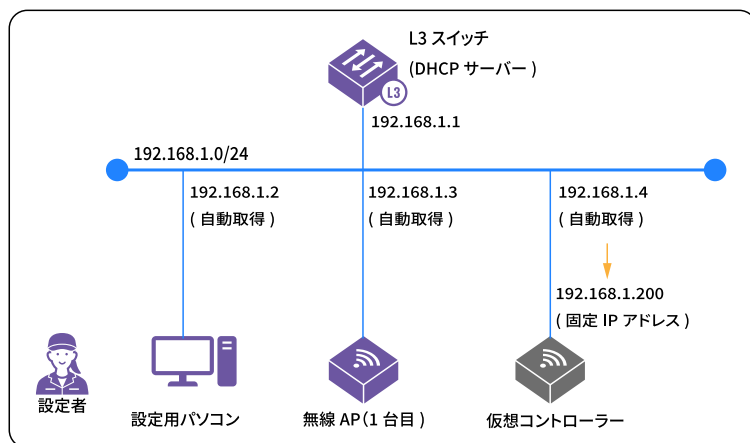 L3 スイッチ
(DHCP サーバー )
L3
192.168.1.1
192.168.1.0/24
192.168.1.2
( 自動取得 )
192.168.1.3
( 自動取得 )
192.168.1.4
( 自動取得 )
192.168.1.200
( 固定 IP アドレス )
設定者
設定用パソコン
無線 AP（1 台目 )
仮想コントローラー